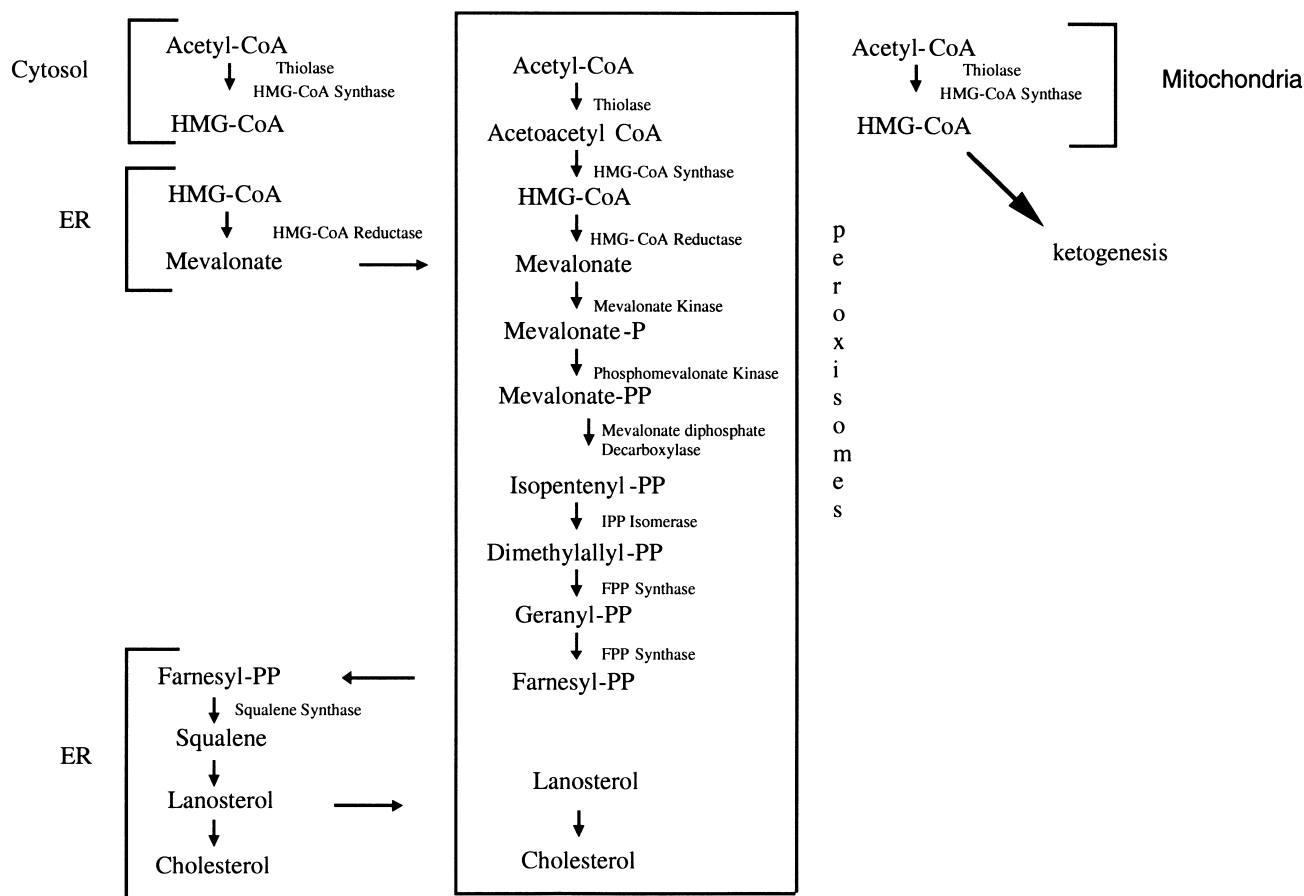 Cytosol
Acetyl-CoA
Thiolase
HMG-CoA Synthase
HMG-CoA
ER
HMG-CoA
HMG-CoA Reductase
Mevalonate
ER
Farnesyl-PP
Squalene Synthase
Squalene
Lanosterol
Cholesterol
Acetyl-CoA
Thiolase
Acetoacetyl CoA
HMG-CoA Synthase
HMG-CoA
HMG-CoA Reductase
Mevalonate
Mevalonate Kinase
Mevalonate-P
Phosphomevalonate Kinase
Mevalonate-PP
Mevalonate diphosphate
Decarboxylase
Isopentenyl-PP
IPP Isomerase
Dimethylallyl-PP
FPP Synthase
Geranyl-PP
FPP Synthase
Farnesyl-PP
Lanosterol
Cholesterol
peroxisomes
Acetyl-CoA
Thiolase
HMG-CoA Synthase
HMG-CoA
Mitochondria
ketogenesis